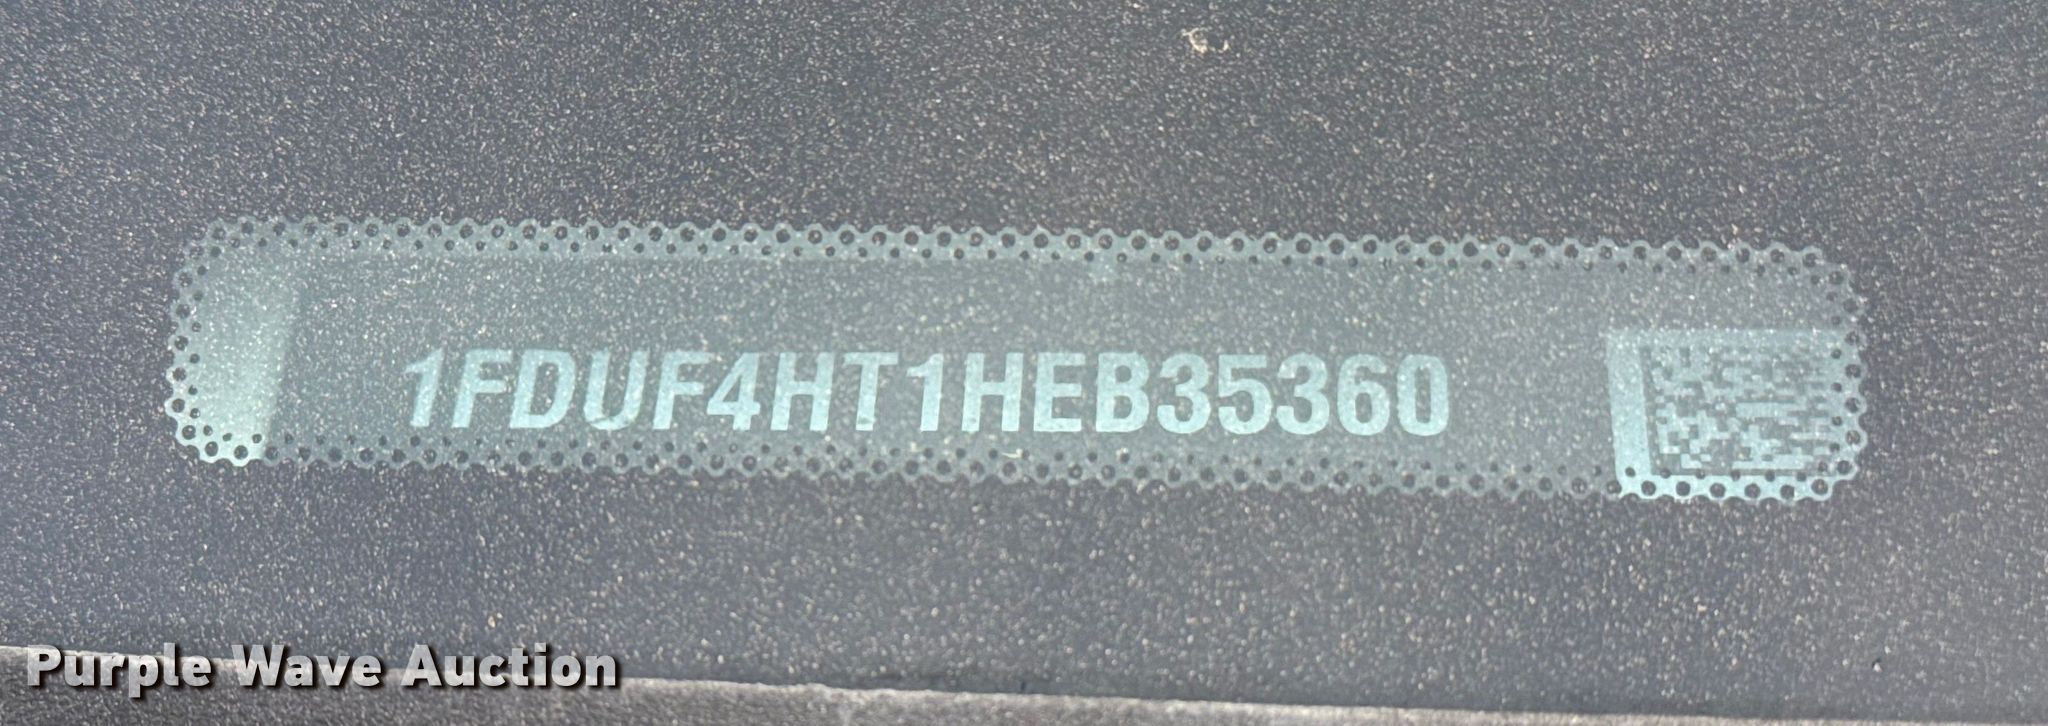 1FDUF4HT1HEB35360
Purple Wave Auction